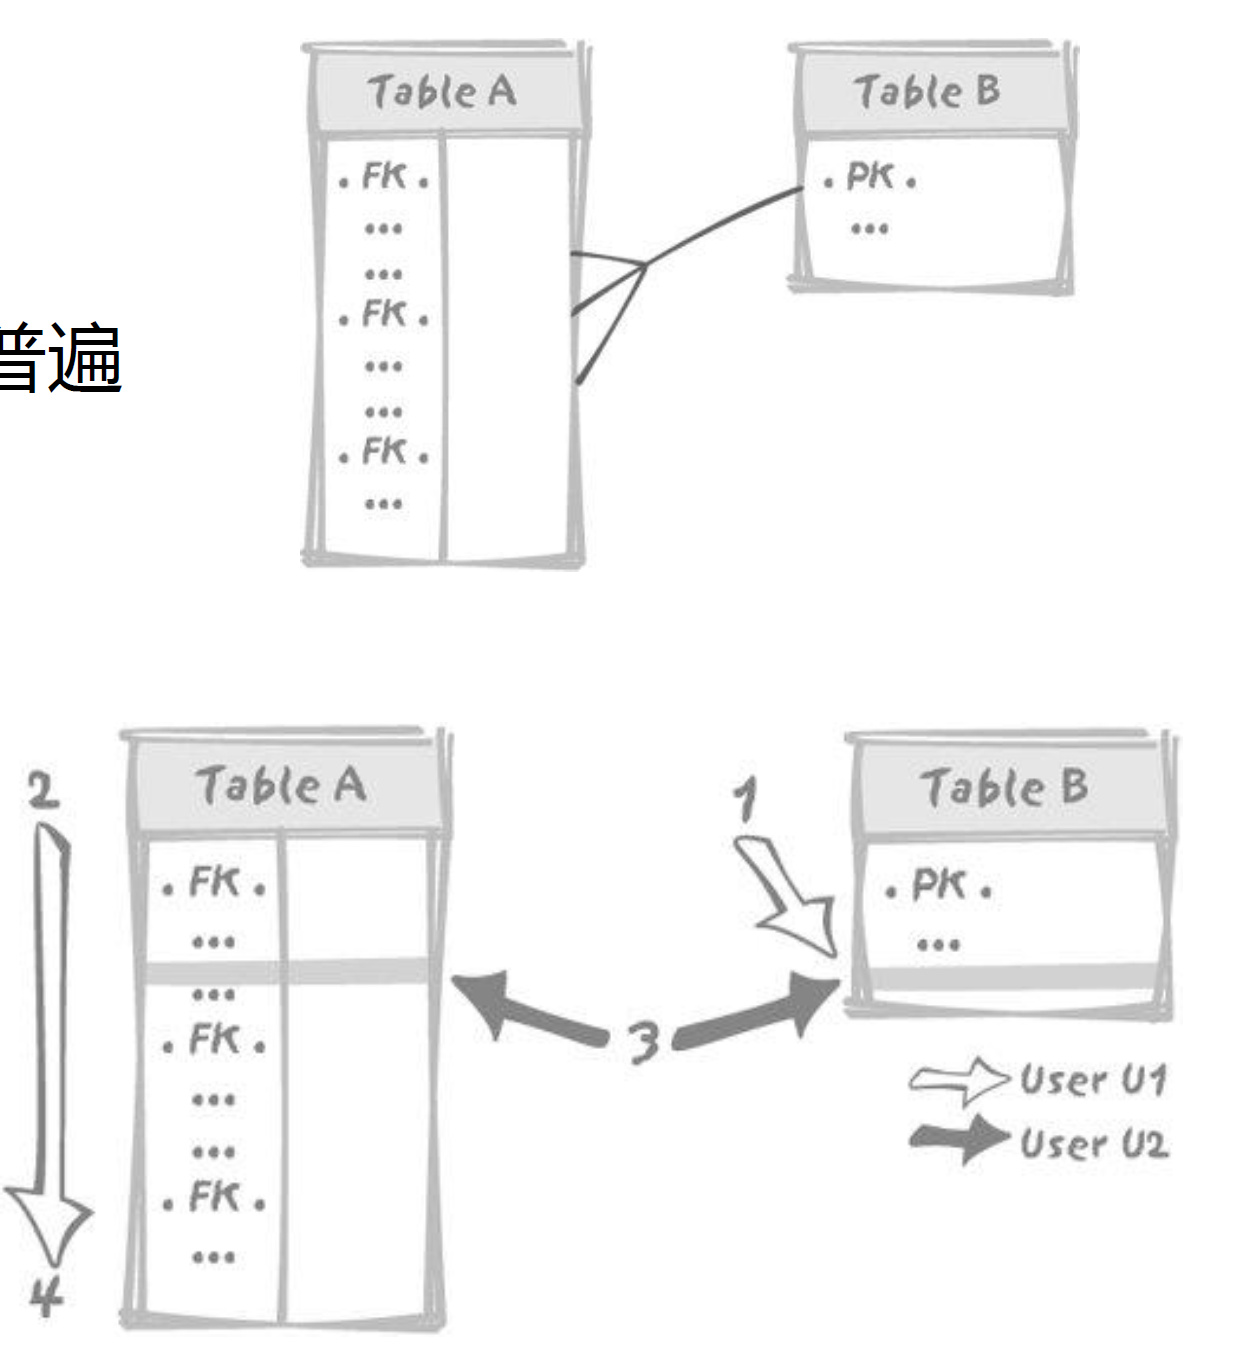 Table A
. FK .
...
...
. FK .
...
...
. FK .
...
Table B
. PK .
...
普遍
2
4
Table A
. FK .
...
...
. FK .
...
...
. FK .
...
3
1
Table B
. PK .
...
User U1
User U2